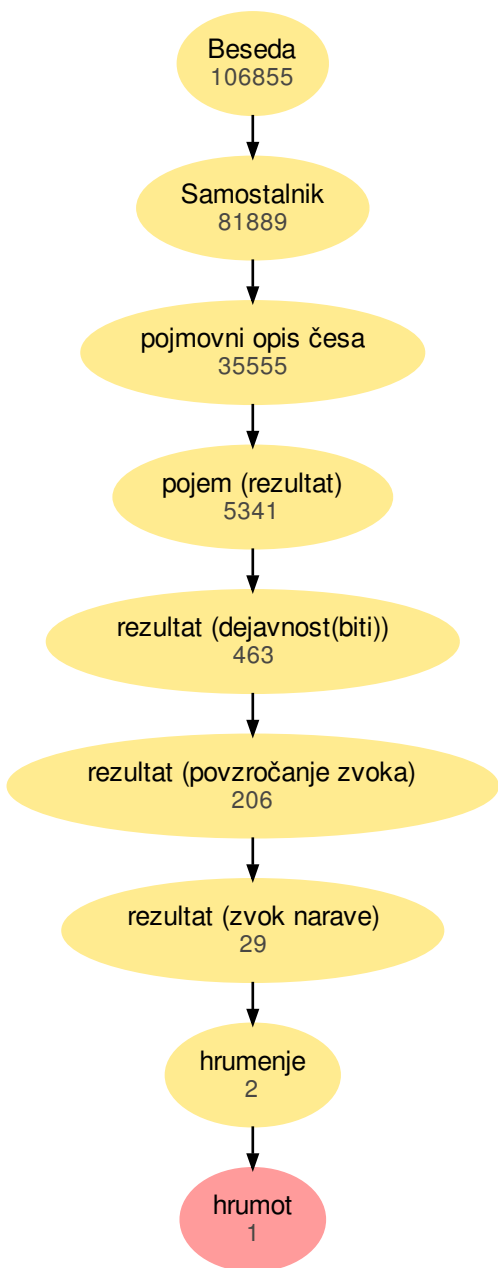 Beseda
106855
Samostalnik
81889
pojmovni opis česa
35555
pojem (rezultat)
5341
rezultat (dejavnost(biti))
463
rezultat (povzročanje zvoka)
206
rezultat (zvok narave)
29
hrumenje
2
hrumot
1